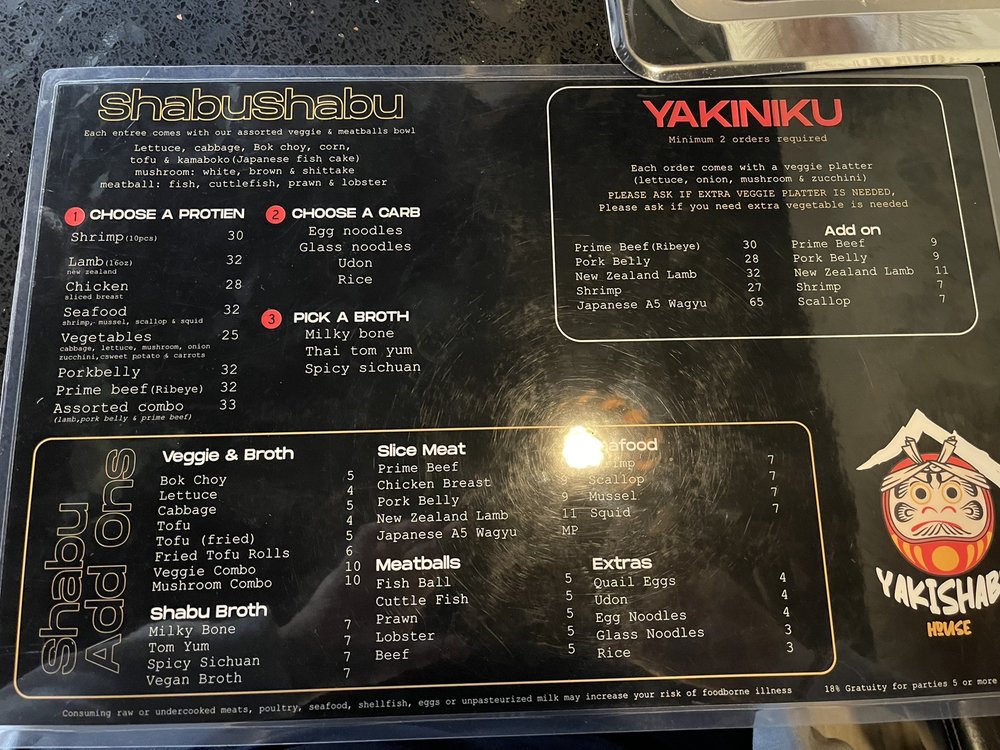 ShabuShabu
Each entree comes with our assorted veggie & meatballs bowl
Lettuce, cabbage, Bok choy, corn,
tofu & kamaboko(Japanese fish cake)
mushroom: white, brown & shittake
meatball: fish, cuttlefish, prawn & lobster
1 CHOOSE A PROTIEN
Shrimp(10pcs) 30
Lamb(16oz) 32
new zealand
Chicken 28
sliced breast
Seafood 32
shrimp,- mussel, scallop & squid
Vegetables 25
cabbage, lettuce, mushroom, onion
zucchini,csweet potato & carrots
Porkbelly 32
Prime beef(Ribeye) 32
Assorted combo 33
(lamb,pork belly & prime beef)
2 CHOOSE A CARB
Egg noodles
Glass noodles
Udon
Rice
3 PICK A BROTH
Milky bone
Thai tom yum
Spicy sichuan
YAKINIKU
Minimum 2 orders required
Each order comes with a veggie platter
(lettuce, onion, mushroom & zucchini)
PLEASE ASK IF EXTRA VEGGIE PLATTER IS NEEDED,
Please ask if you need extra vegetable is needed
Prime Beef(Ribeye) 30
Pork Belly 28
New Zealand Lamb 32
Shrimp 27
Japanese A5 Wagyu 65
Add on
Prime Beef 9
Pork Belly 9
New Zealand Lamb 11
Shrimp 7
Scallop 7
Shabu
Add ons
Veggie & Broth
Bok Choy 5
Lettuce 4
Cabbage 5
Tofu 4
Tofu (fried) 5
Fried Tofu Rolls 6
Veggie Combo 10
Mushroom Combo 10
Shabu Broth
Milky Bone 7
Tom Yum 7
Spicy Sichuan 7
Vegan Broth 7
Slice Meat
Prime Beef
Chicken Breast 9
Pork Belly 9
New Zealand Lamb 11
Japanese A5 Wagyu MP
Meatballs
Fish Ball 5
Cuttle Fish 5
Prawn 5
Lobster 5
Beef 5
7
Scallop 7
Mussel 7
Squid 7
Extras
Quail Eggs 4
Udon 4
Egg Noodles 4
Glass Noodles 3
Rice 3
YAKISHAB
HOUSE
Consuming raw or undercooked meats, poultry, seafood, shellfish, eggs or unpasteurized milk may increase your risk of foodborne illness
18% Gratuity for parties 5 or more